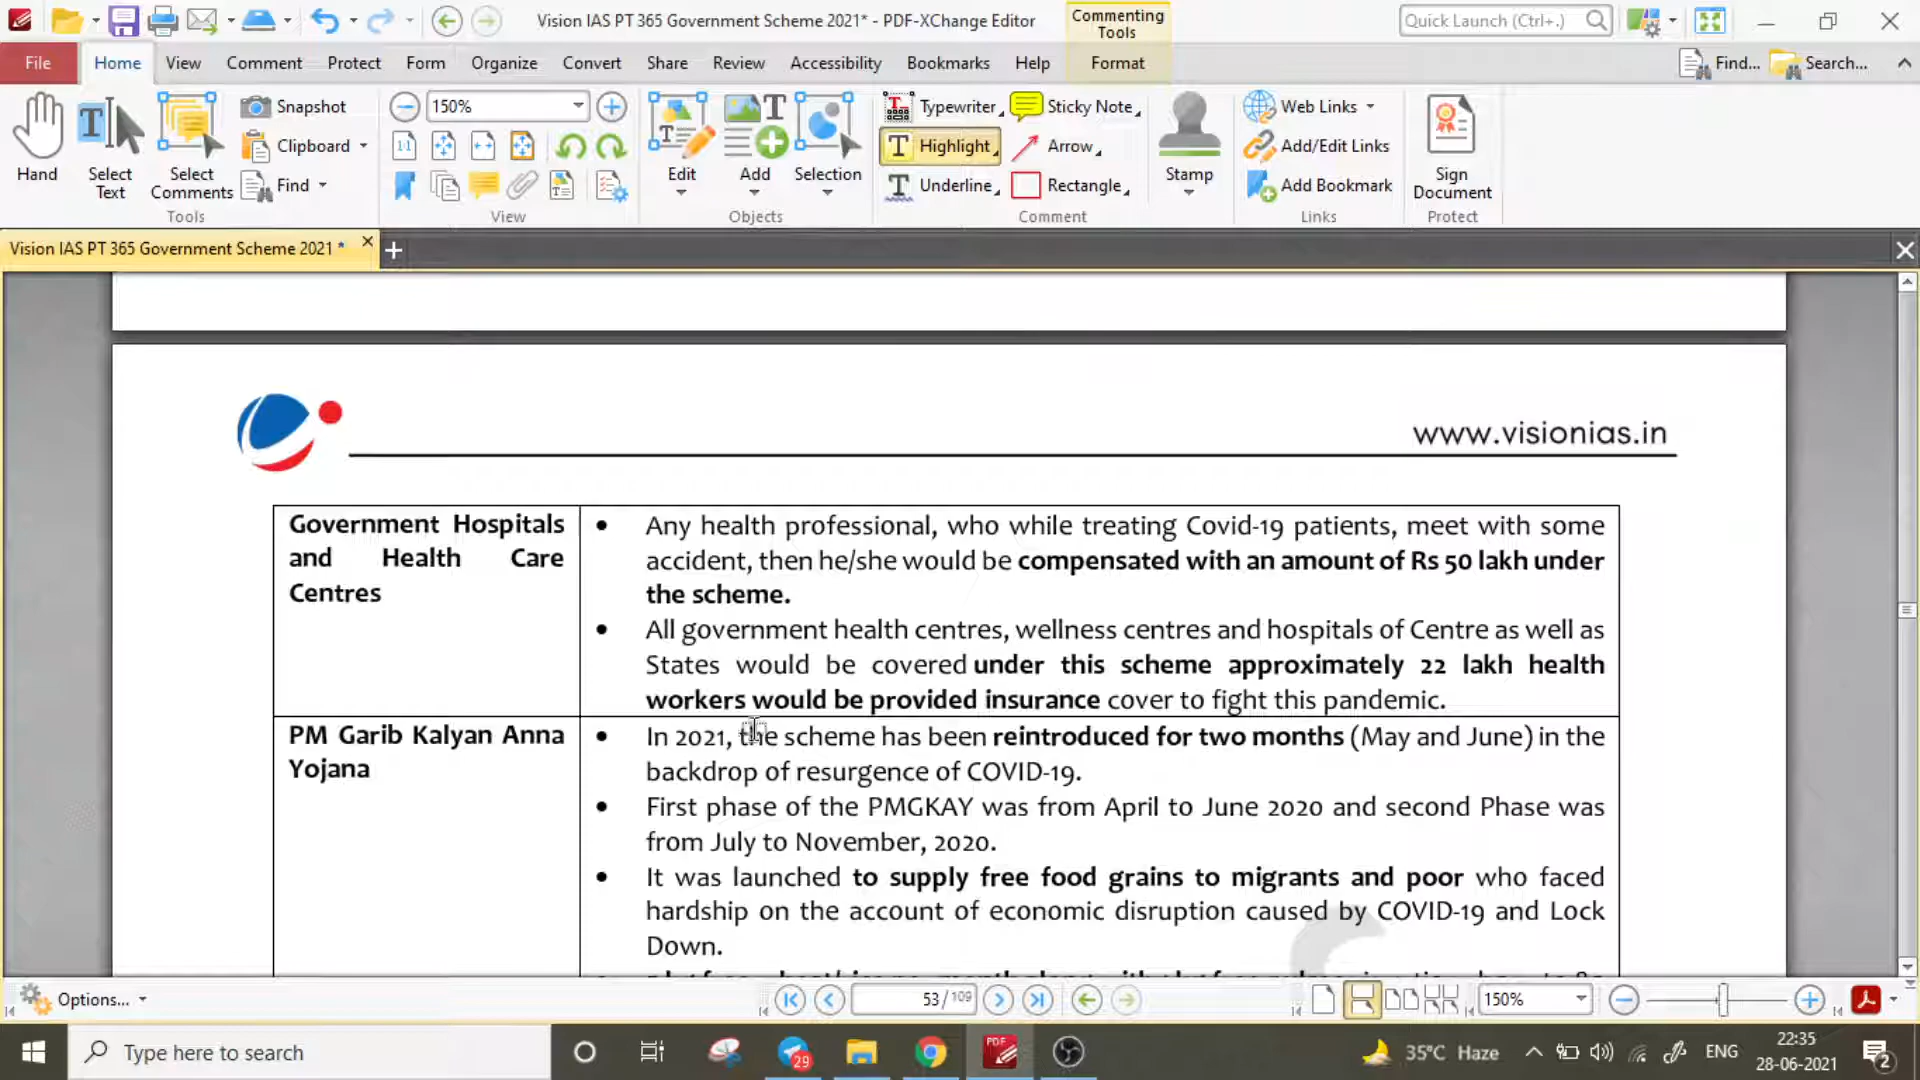 Vision IAS PT 365 Government Scheme 2021* - PDF-XChange Editor
Commenting Tools
Quick Launch (Ctrl+.)
File Home View Comment Protect Form Organize Convert Share Review Accessibility Bookmarks Help Format Find... Search...
Hand
Select Text
Select Comments
Snapshot
Clipboard
Find
Tools
150%
View
Edit
Add
Selection
Objects
Typewriter
Highlight
Underline
Sticky Note
Arrow
Rectangle
Stamp
Comment
Web Links
Add/Edit Links
Add Bookmark
Links
Sign Document
Protect
Vision IAS PT 365 Government Scheme 2021 *
www.visionias.in
Government Hospitals
and Health Care
Centres
• Any health professional, who while treating Covid-19 patients, meet with some
accident, then he/she would be compensated with an amount of Rs 50 lakh under
the scheme.
• All government health centres, wellness centres and hospitals of Centre as well as
States would be covered under this scheme approximately 22 lakh health
workers would be provided insurance cover to fight this pandemic.
PM Garib Kalyan Anna
Yojana
• In 2021, the scheme has been reintroduced for two months (May and June) in the
backdrop of resurgence of COVID-19.
• First phase of the PMGKAY was from April to June 2020 and second Phase was
from July to November, 2020.
• It was launched to supply free food grains to migrants and poor who faced
hardship on the account of economic disruption caused by COVID-19 and Lock
Down.
Options...
53 / 109
150%
Type here to search
29
PDF
35°C Haze
ENG
22:35
28-06-2021
2